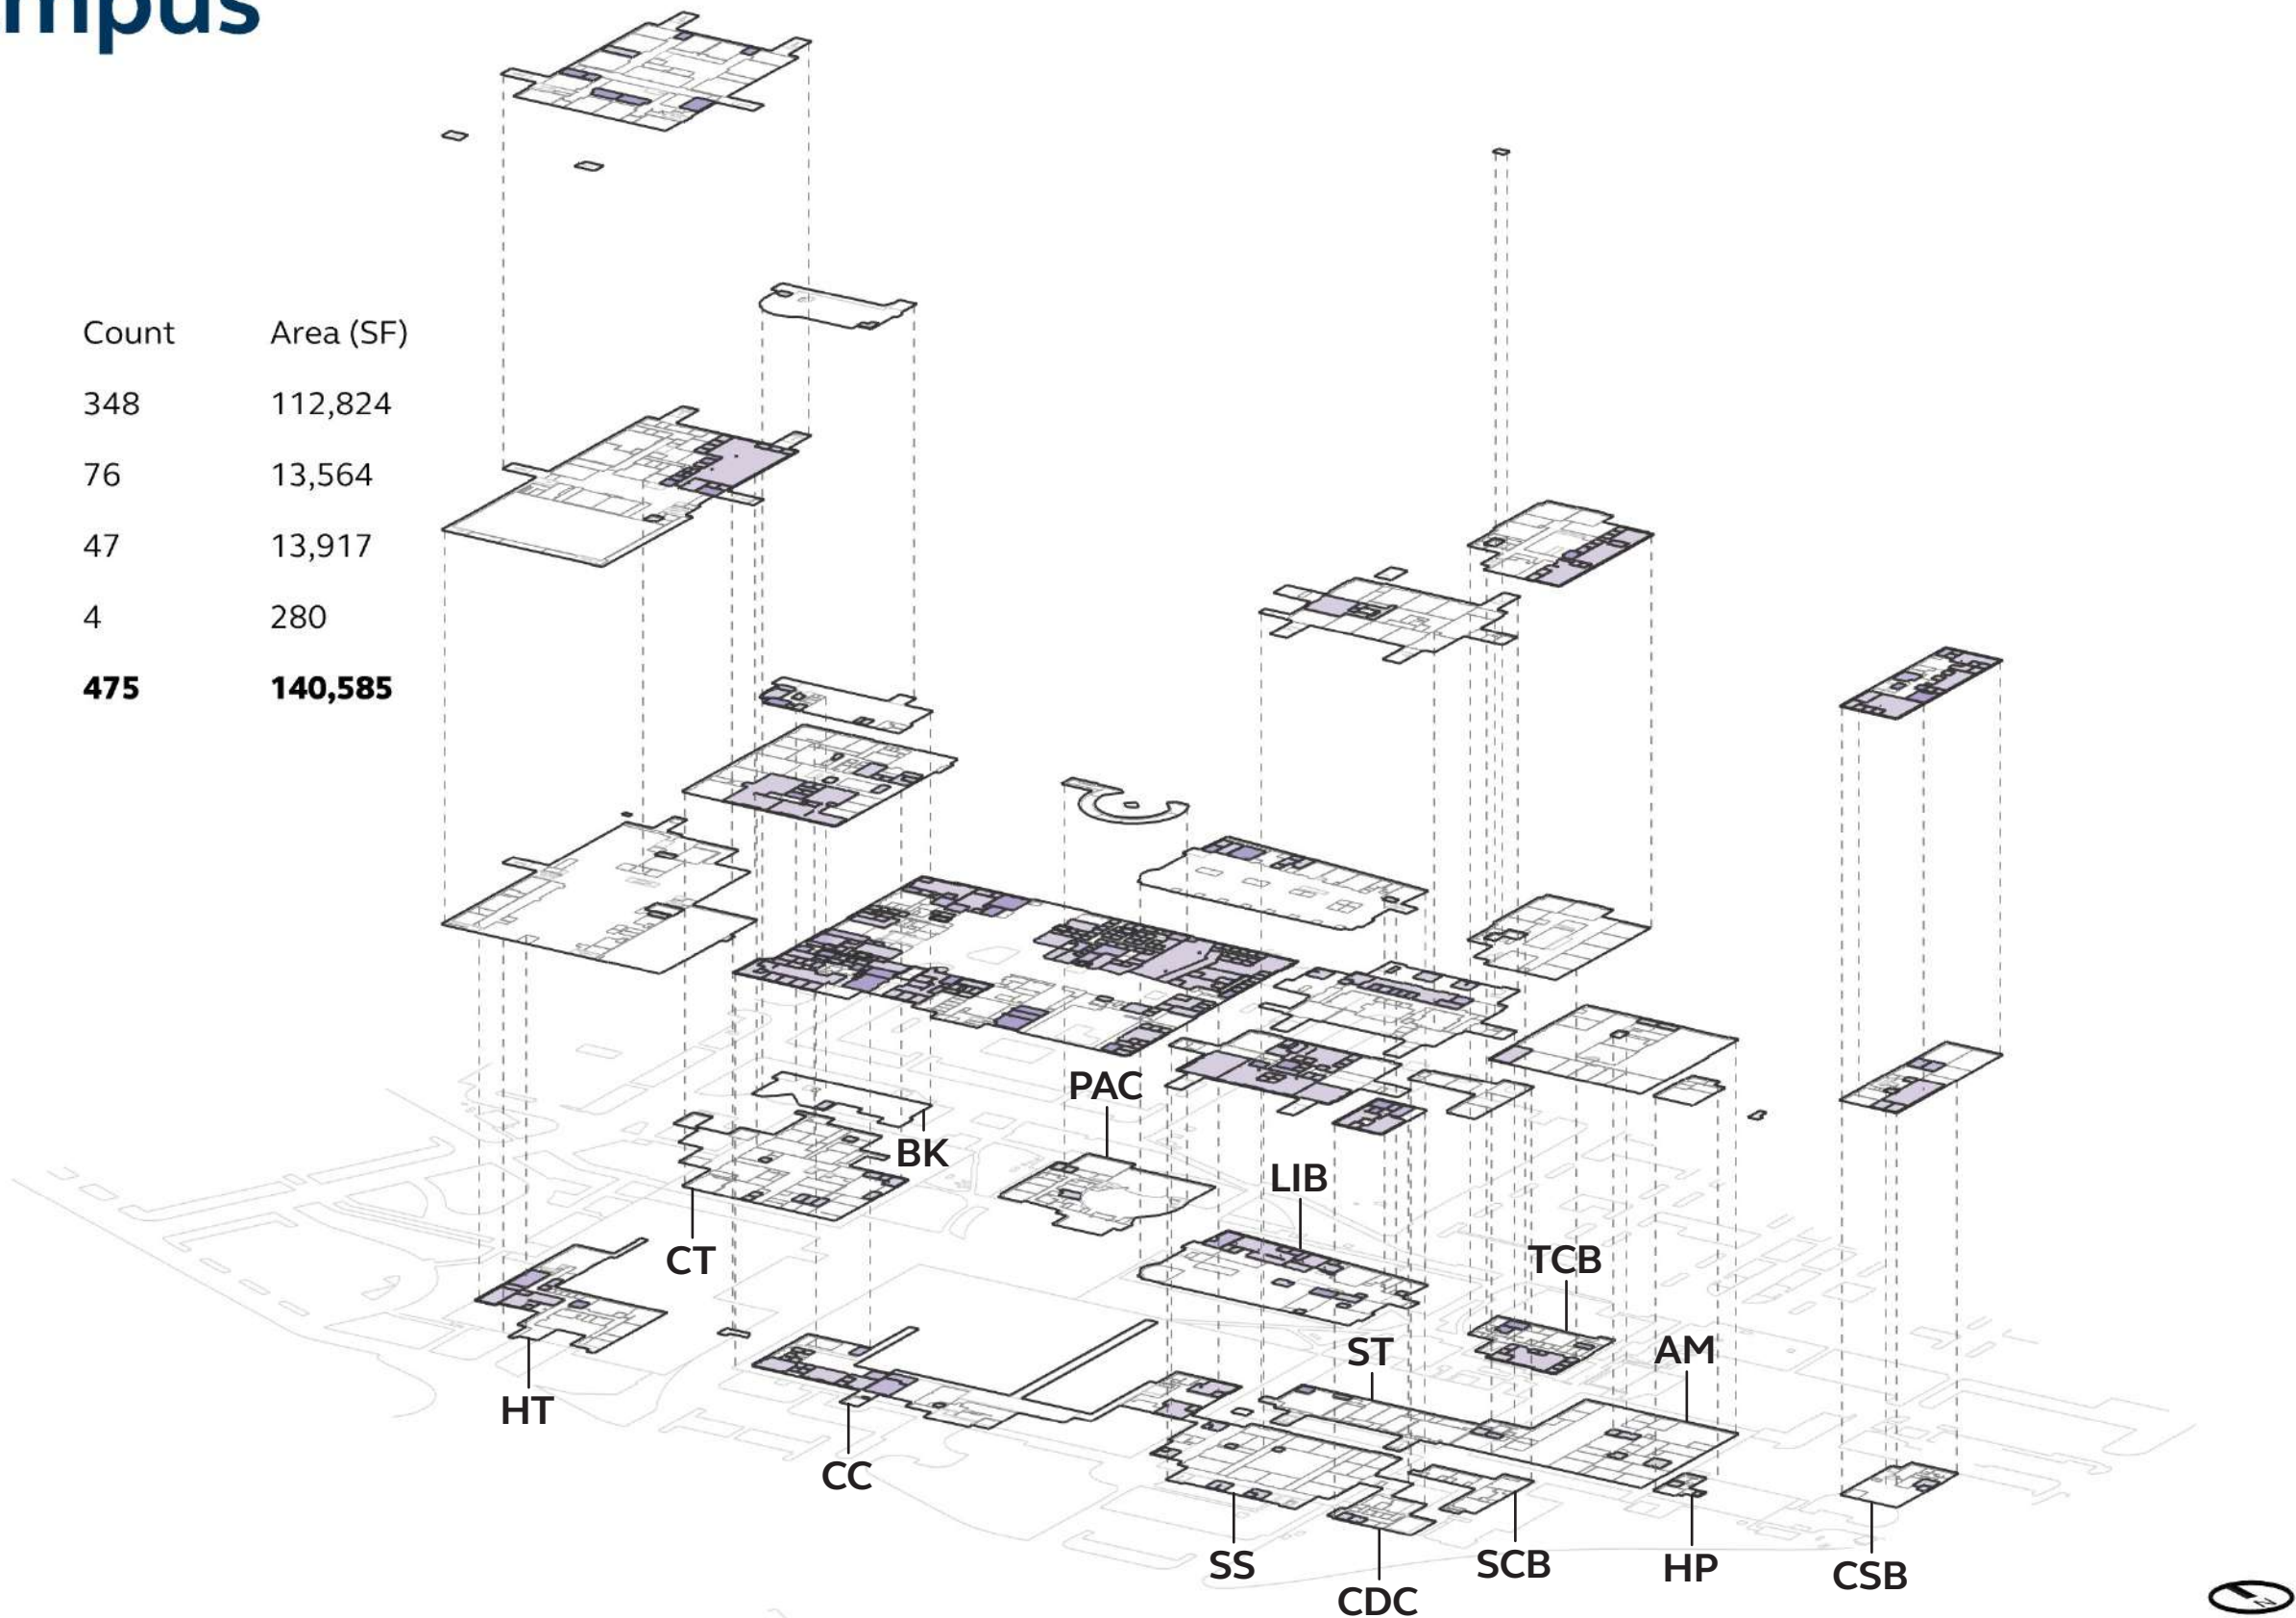 mpus
Count Area (SF)
348 112,824
76 13,564
47 13,917
4 280
475 140,585
PAC
BK
LIB
CT
TCB
ST
AM
HT
CC
SS
SCB
HP
CSB
CDC
N